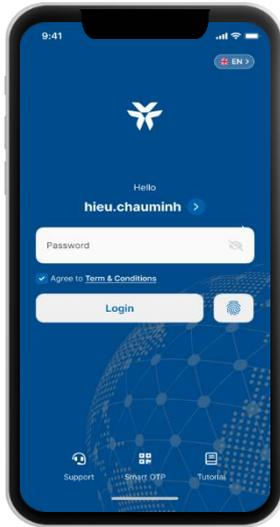 9:41
EN >
Hello
hieu.chauminh >
Password
Agree to Term & Conditions
Login
Support Smart OTP Tutorial